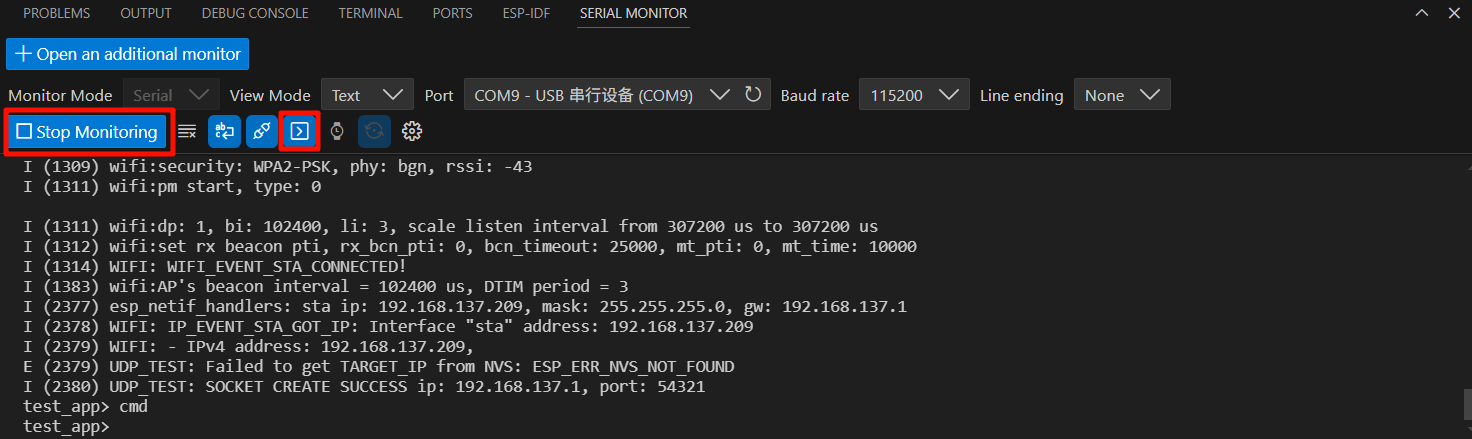 PROBLEMS OUTPUT DEBUG CONSOLE TERMINAL PORTS ESP-IDF SERIAL MONITOR
Open an additional monitor
Monitor Mode Serial View Mode Text Port COM9 - USB 串行设备 (COM9) Baud rate 115200 Line ending None
Stop Monitoring
I (1309) wifi:security: WPA2-PSK, phy: bgn, rssi: -43
I (1311) wifi:pm start, type: 0
I (1311) wifi:dp: 1, bi: 102400, li: 3, scale listen interval from 307200 us to 307200 us
I (1312) wifi:set rx beacon pti, rx_bcn_pti: 0, bcn_timeout: 25000, mt_pti: 0, mt_time: 10000
I (1314) WIFI: WIFI_EVENT_STA_CONNECTED!
I (1383) wifi:AP's beacon interval = 102400 us, DTIM period = 3
I (2377) esp_netif_handlers: sta ip: 192.168.137.209, mask: 255.255.255.0, gw: 192.168.137.1
I (2378) WIFI: IP_EVENT_STA_GOT_IP: Interface "sta" address: 192.168.137.209
I (2379) WIFI: - IPv4 address: 192.168.137.209,
E (2379) UDP_TEST: Failed to get TARGET_IP from NVS: ESP_ERR_NVS_NOT_FOUND
I (2380) UDP_TEST: SOCKET CREATE SUCCESS ip: 192.168.137.1, port: 54321
test_app> cmd
test_app>